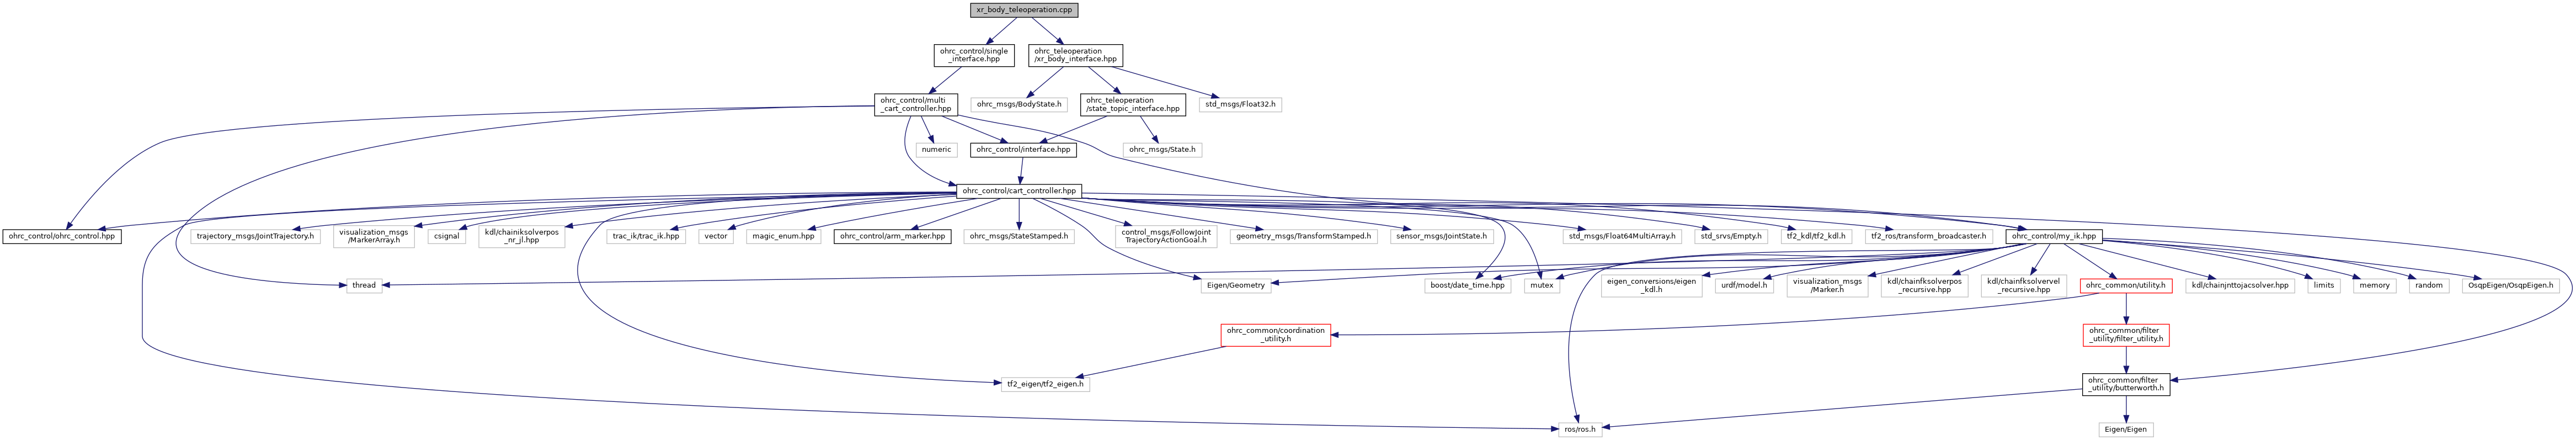 xr_body_teleoperation.cpp
ohrc_control/single
_interface.hpp
ohrc_teleoperation
/xr_body_interface.hpp
ohrc_control/multi
_cart_controller.hpp
ohrc_msgs/BodyState.h
ohrc_teleoperation
/state_topic_interface.hpp
std_msgs/Float32.h
numeric
ohrc_control/interface.hpp
ohrc_msgs/State.h
ohrc_control/cart_controller.hpp
ohrc_control/ohrc_control.hpp
trajectory_msgs/JointTrajectory.h
visualization_msgs
/MarkerArray.h
csignal
kdl/chainiksolverpos
_nr_jl.hpp
trac_ik/trac_ik.hpp
vector
magic_enum.hpp
ohrc_control/arm_marker.hpp
ohrc_msgs/StateStamped.h
control_msgs/FollowJoint
TrajectoryActionGoal.h
geometry_msgs/TransformStamped.h
sensor_msgs/JointState.h
std_msgs/Float64MultiArray.h
std_srvs/Empty.h
tf2_kdl/tf2_kdl.h
tf2_ros/transform_broadcaster.h
ohrc_control/my_ik.hpp
thread
Eigen/Geometry
boost/date_time.hpp
mutex
eigen_conversions/eigen
_kdl.h
urdf/model.h
visualization_msgs
/Marker.h
kdl/chainfksolverpos
_recursive.hpp
kdl/chainfksolvervel
_recursive.hpp
ohrc_common/utility.h
kdl/chainjnttojacsolver.hpp
limits
memory
random
OsqpEigen/OsqpEigen.h
ohrc_common/coordination
_utility.h
ohrc_common/filter
_utility/filter_utility.h
tf2_eigen/tf2_eigen.h
ohrc_common/filter
_utility/butterworth.h
ros/ros.h
Eigen/Eigen